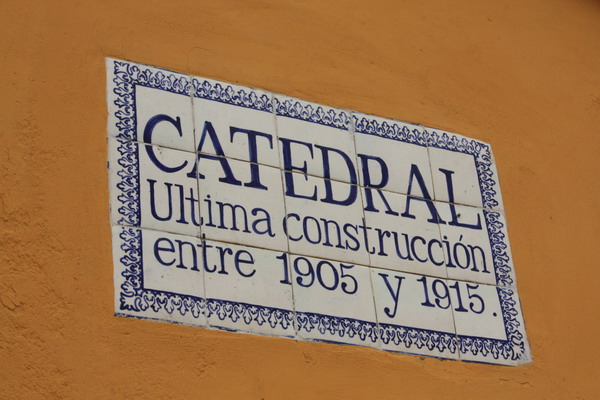 CATEDRAL
Ultima construcción
entre 1905 y 1915.